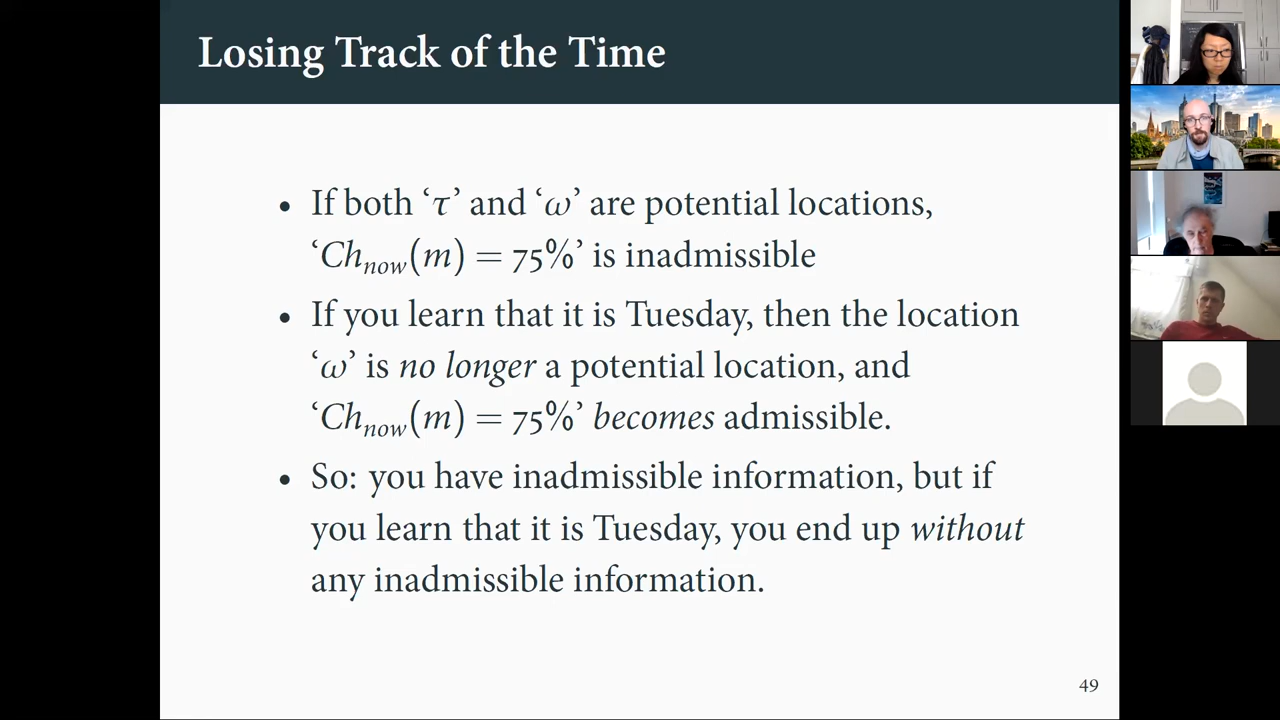 Losing Track of the Time
• If both ‘τ’ and ‘ω’ are potential locations,
‘Ch_now(m) = 75%’ is inadmissible
• If you learn that it is Tuesday, then the location
‘ω’ is no longer a potential location, and
‘Ch_now(m) = 75%’ becomes admissible.
• So: you have inadmissible information, but if
you learn that it is Tuesday, you end up without
any inadmissible information.
49